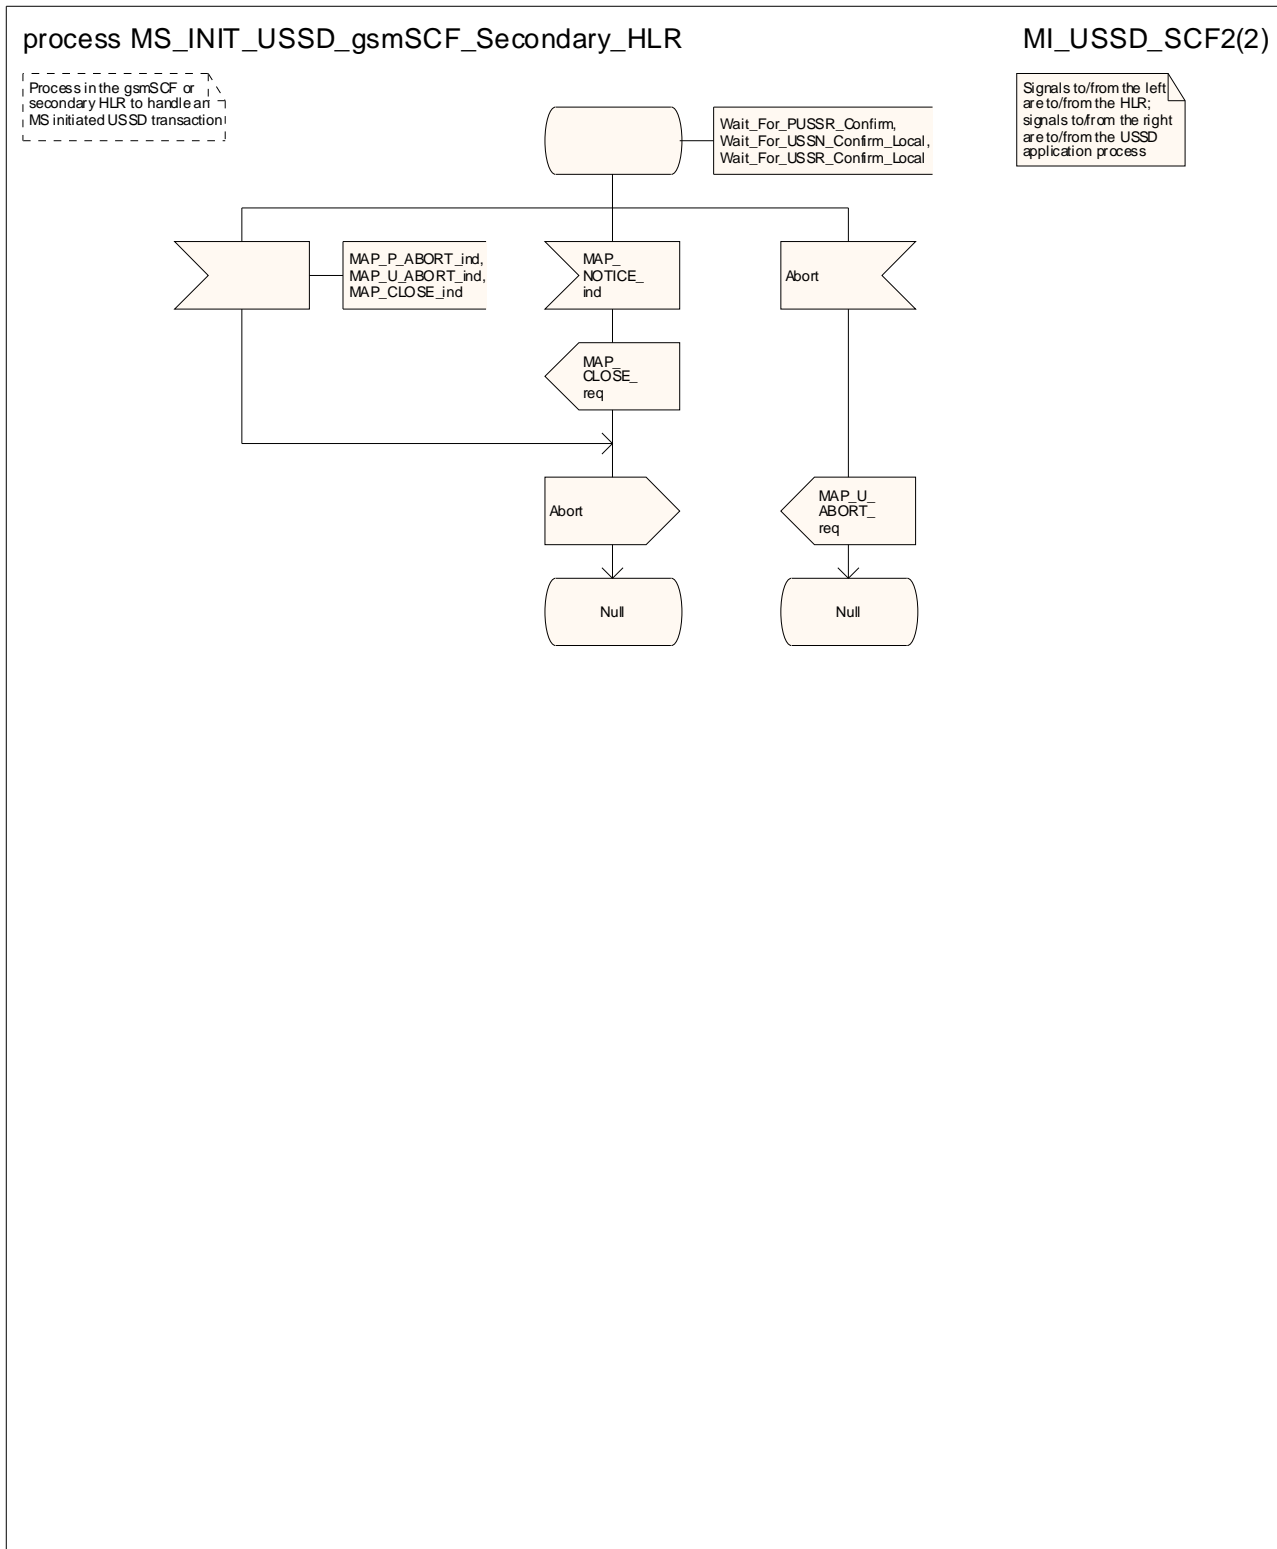 process MS_INIT_USSD_gsmSCF_Secondary_HLR
MI_USSD_SCF2(2)
Process in the gsmSCF or
secondary HLR to handle an
MS initiated USSD transaction
Signals to/from the left
are to/from the HLR;
signals to/from the right
are to/from the USSD
application process
Wait_For_PUSSR_Confirm,
Wait_For_USSN_Confirm_Local,
Wait_For_USSR_Confirm_Local
MAP_P_ABORT_ind,
MAP_U_ABORT_ind,
MAP_CLOSE_ind
MAP_
NOTICE_
ind
Abort
MAP_
CLOSE_
req
Abort
MAP_U_
ABORT_
req
Null
Null